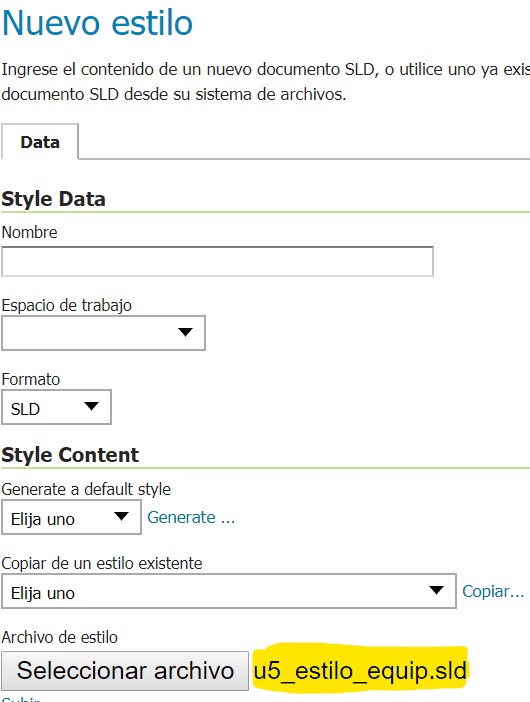 Nuevo estilo
Ingrese el contenido de un nuevo documento SLD, o utilice uno ya exis
documento SLD desde su sistema de archivos.
Data
Style Data
Nombre
Espacio de trabajo
Formato
SLD
Style Content
Generate a default style
Elija uno Generate ...
Copiar de un estilo existente
Elija uno Copiar...
Archivo de estilo
Seleccionar archivo u5_estilo_equip.sld